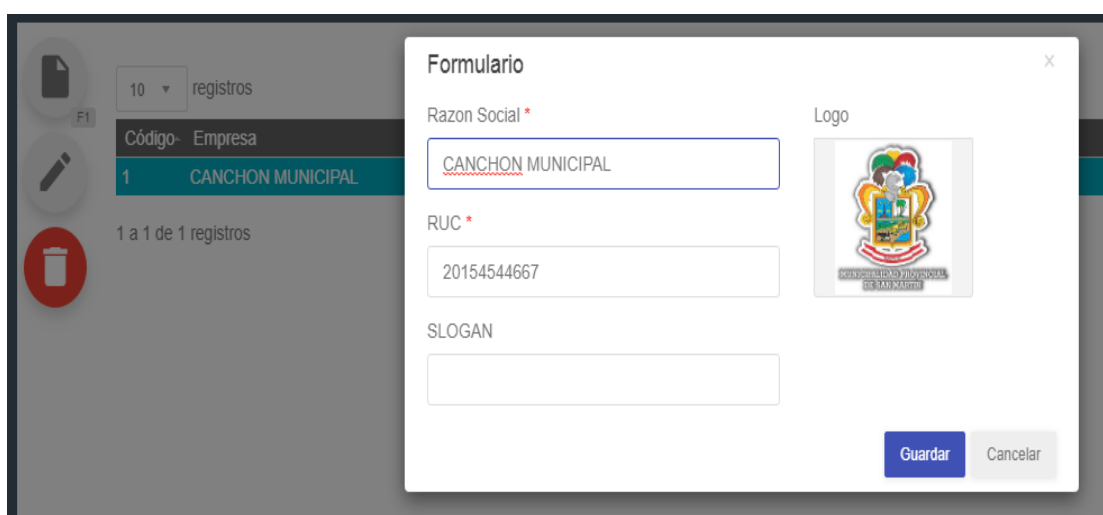 F1
10 registros
Código Empresa
1 CANCHON MUNICIPAL
1 a 1 de 1 registros
Formulario
X
Razon Social *
CANCHON MUNICIPAL
RUC *
20154544667
SLOGAN
Logo
MUNICIPALIDAD PROVINCIAL
DE SAN MARTIN
Guardar Cancelar